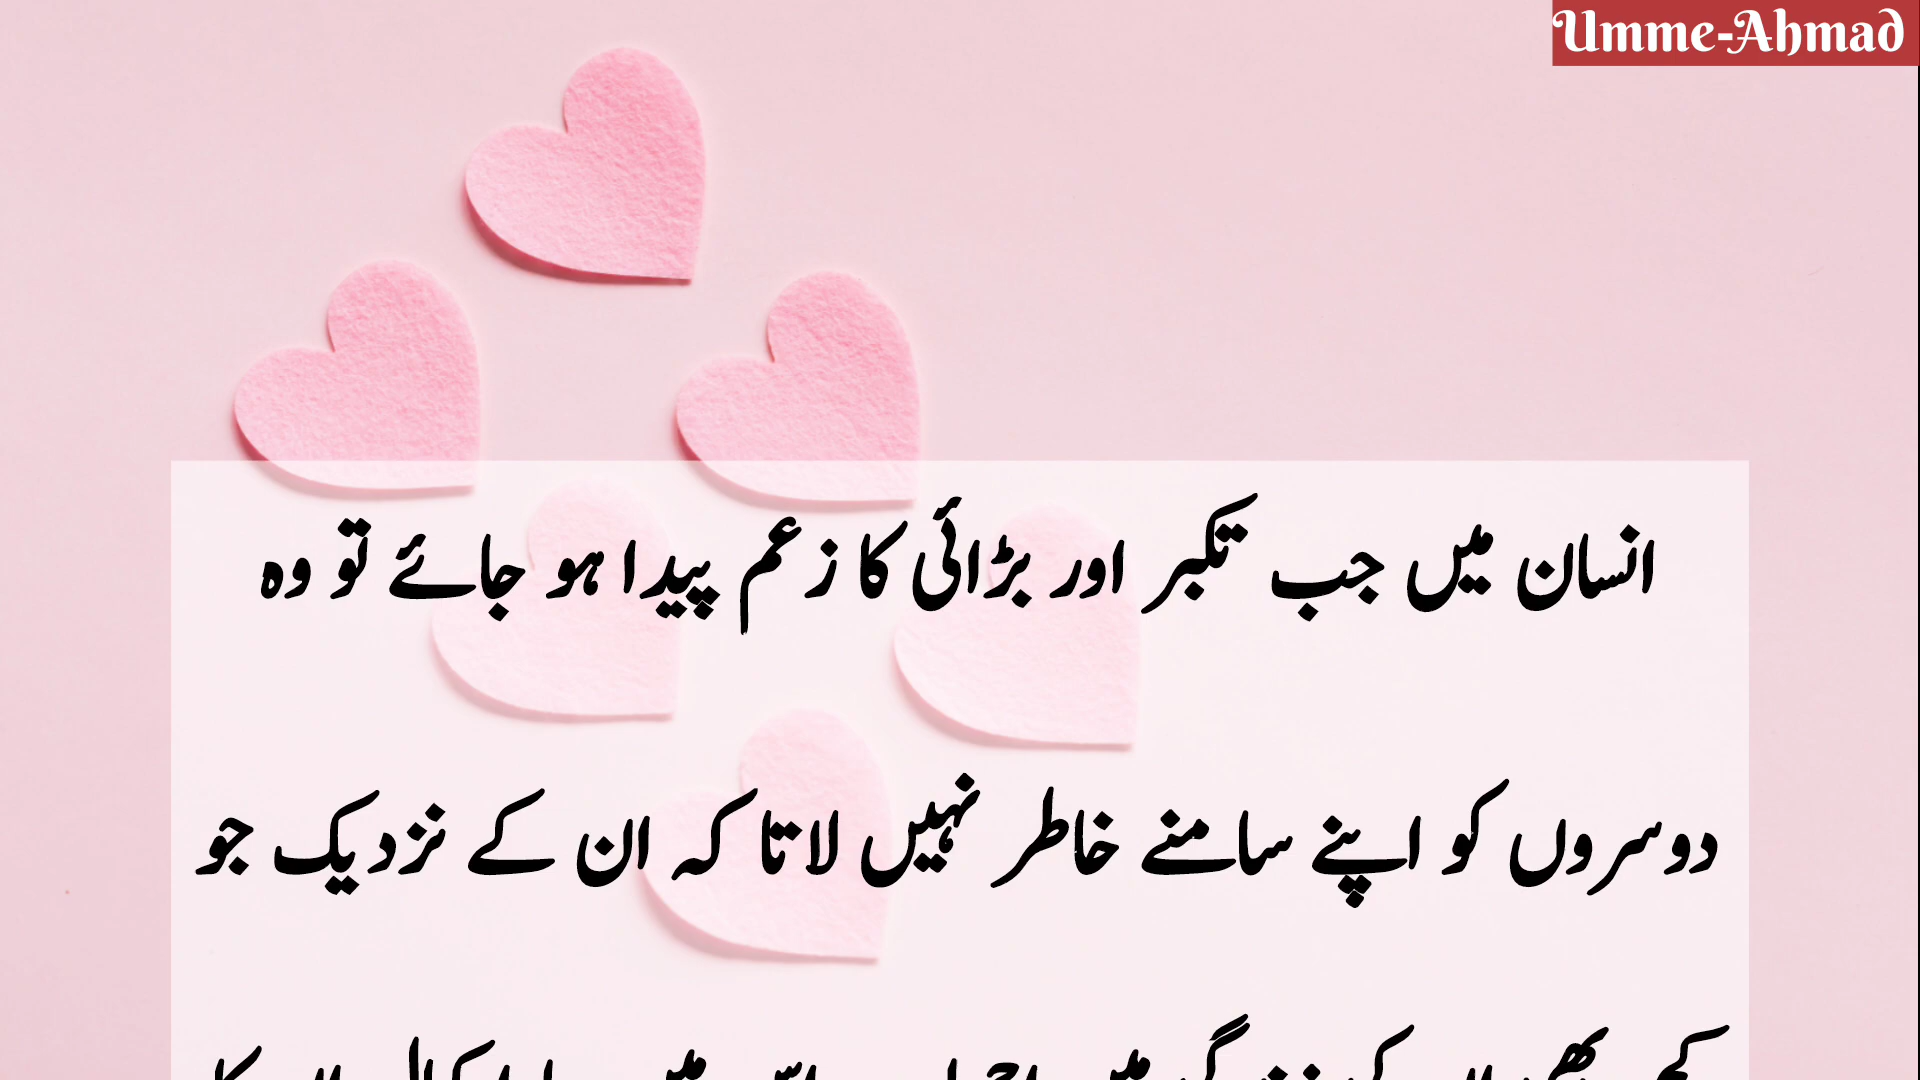 Umme-Ahmad
انسان میں جب تکبر اور بڑائی کا زعم پیدا ہو جائے تو وہ
دوسروں کو اپنے سامنے خاطر نہیں لاتا کہ ان کے نزدیک جو